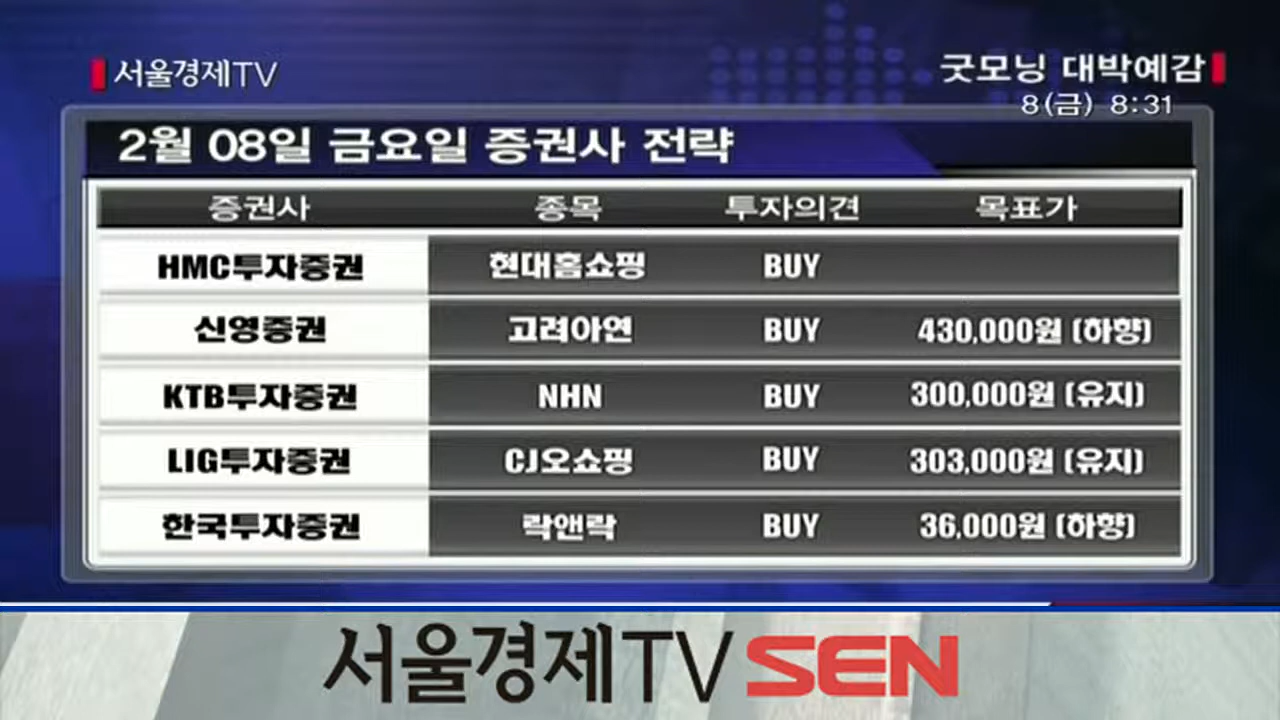 서울경제TV
굿모닝 대박예감
8(금) 8:31
2월 08일 금요일 증권사 전략
증권사 종목 투자의견 목표가
HMC투자증권 현대홈쇼핑 BUY
신영증권 고려아연 BUY 430,000원 (하향)
KTB투자증권 NHN BUY 300,000원 (유지)
LIG투자증권 CJ오쇼핑 BUY 303,000원 (유지)
한국투자증권 락앤락 BUY 36,000원 (하향)
서울경제TV SEN